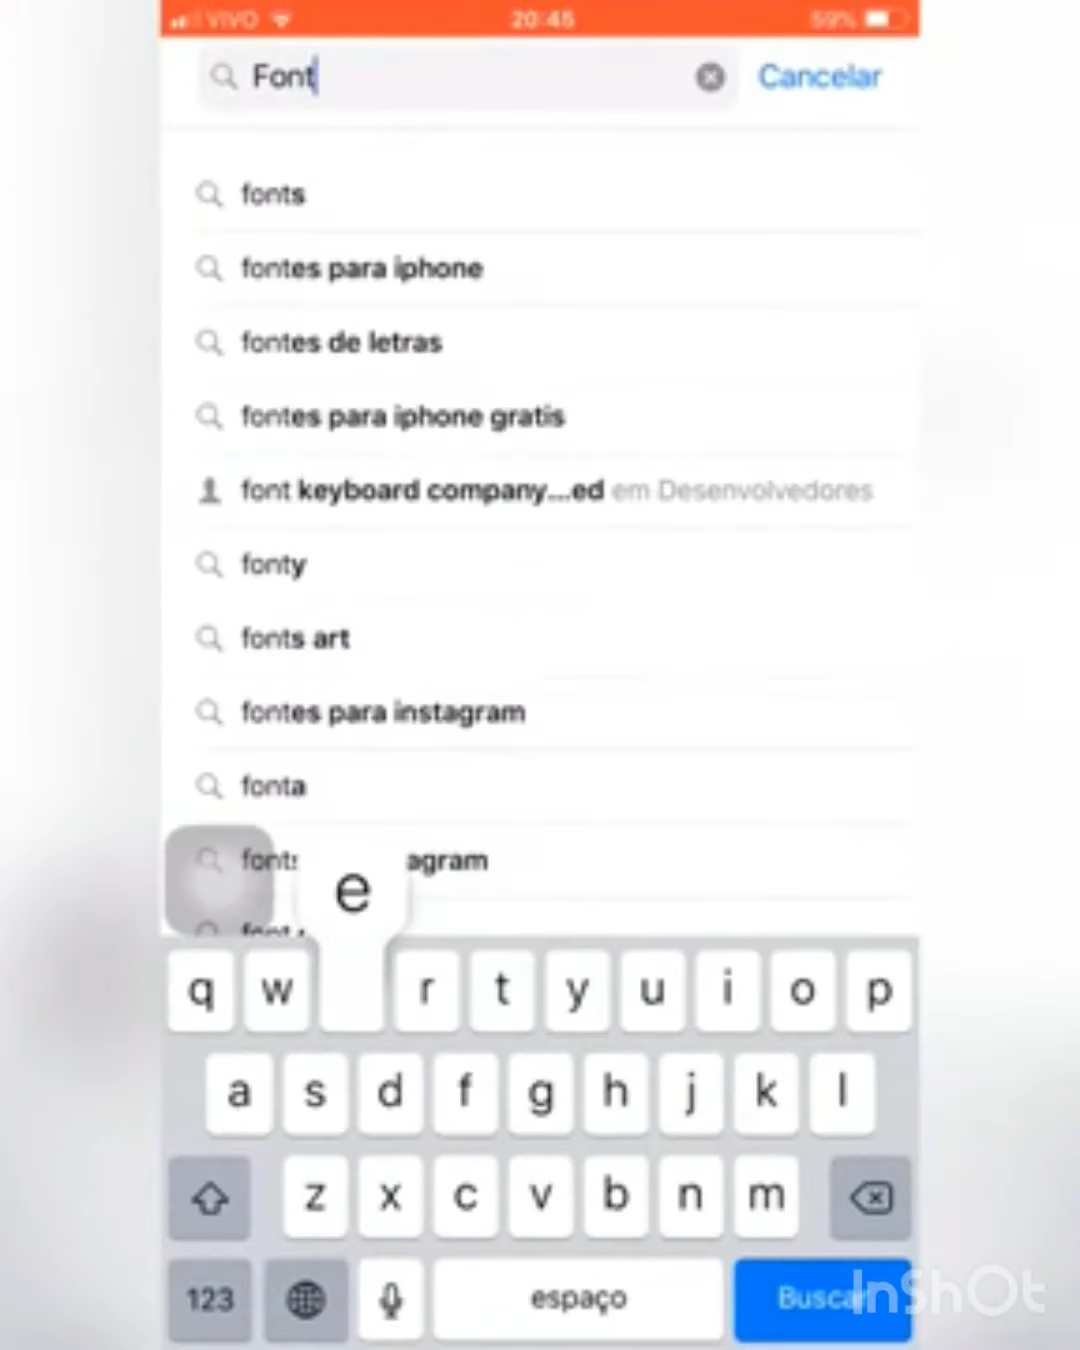 VIVO 20:45 59%
Font Cancelar
fonts
fontes para iphone
fontes de letras
fontes para iphone gratis
font keyboard company...ed em Desenvolvedores
fonty
fonts art
fontes para instagram
fonta
agram
e
q w r t y u i o p
a s d f g h j k l
z x c v b n m
123 espaço Buscar
InShOt